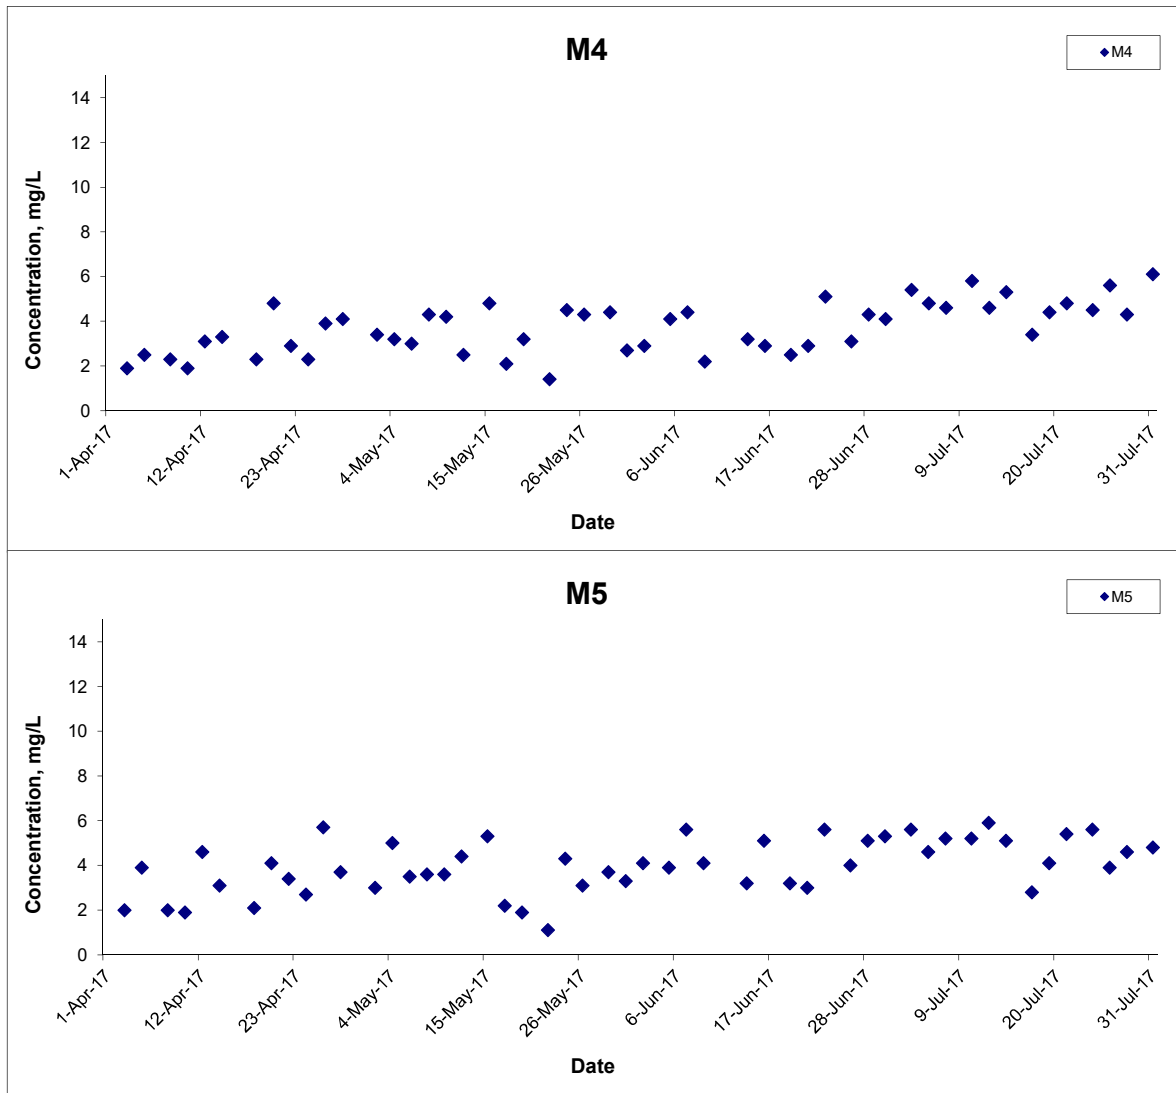 M4
M4
14
12
10
8
6
4
2
0
Concentration, mg/L
1-Apr-17
12-Apr-17
23-Apr-17
4-May-17
15-May-17
26-May-17
6-Jun-17
17-Jun-17
28-Jun-17
9-Jul-17
20-Jul-17
31-Jul-17
Date
M5
M5
14
12
10
8
6
4
2
0
Concentration, mg/L
1-Apr-17
12-Apr-17
23-Apr-17
4-May-17
15-May-17
26-May-17
6-Jun-17
17-Jun-17
28-Jun-17
9-Jul-17
20-Jul-17
31-Jul-17
Date